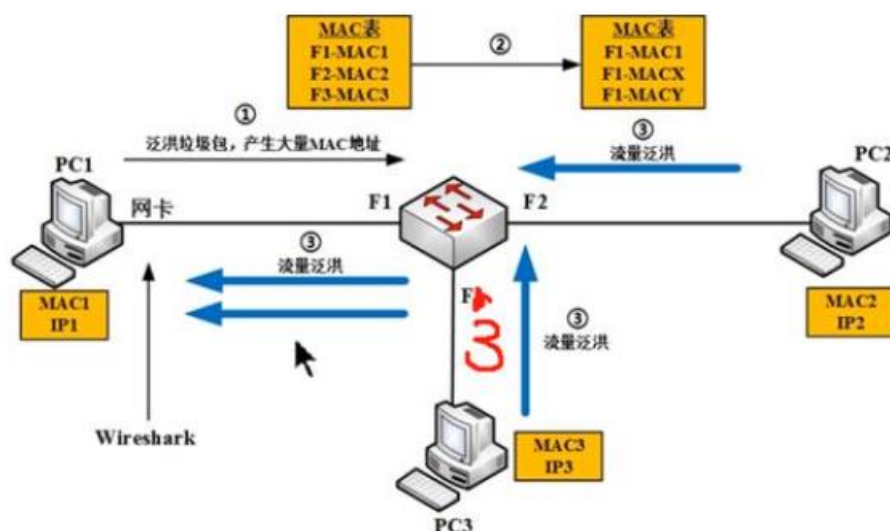 MAC表
F1-MAC1
F2-MAC2
F3-MAC3
②
MAC表
F1-MAC1
F1-MACX
F1-MACY
①
泛洪垃圾包，产生大量MAC地址
③
流量泛洪
PC1
PC2
网卡
F1
F2
③
流量泛洪
MAC1
IP1
F
3
③
流量泛洪
MAC2
IP2
Wireshark
MAC3
IP3
PC3